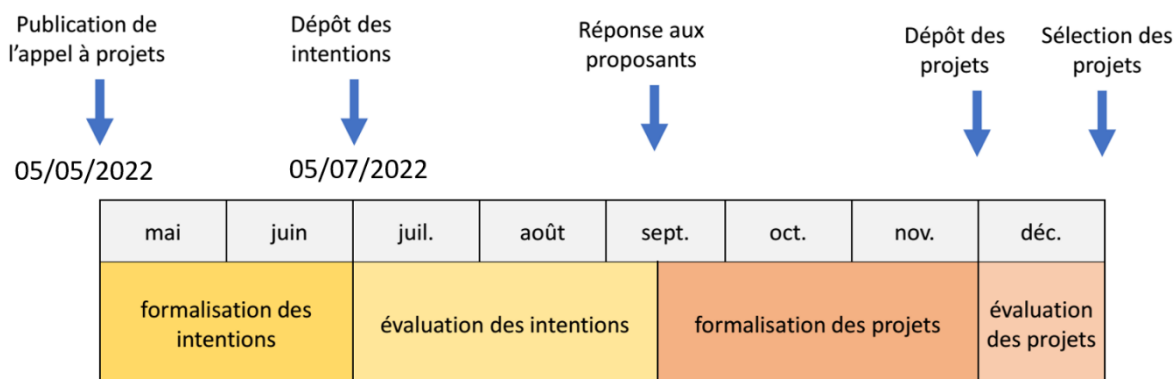 Publication de
l'appel à projets
Dépôt des
intentions
Réponse aux
proposants
Dépôt des
projets
Sélection des
projets
05/05/2022
05/07/2022
mai
juin
juil.
août
sept.
oct.
nov.
déc.
formalisation des
intentions
évaluation des intentions
formalisation des projets
évaluation
des projets